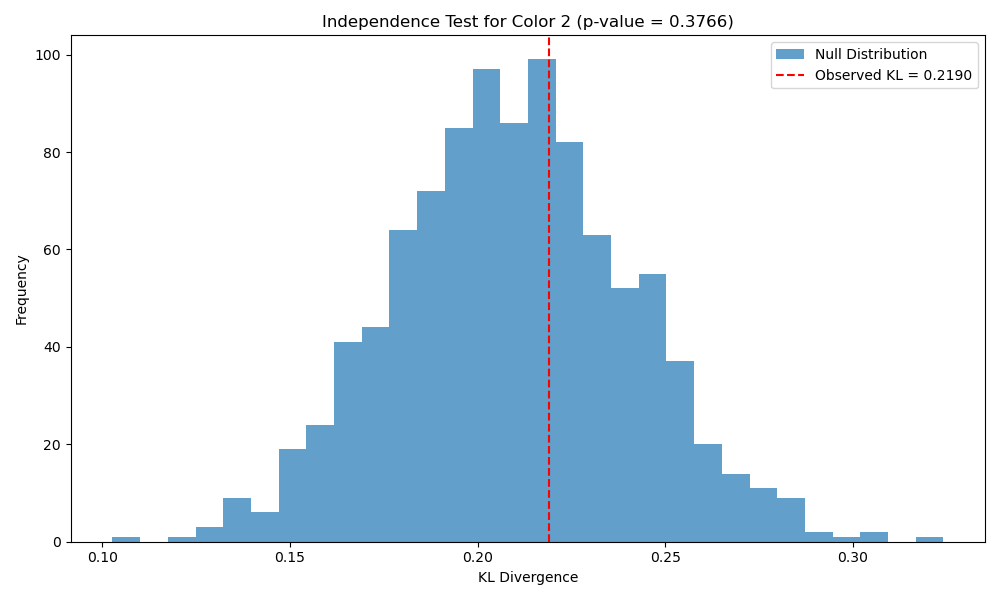 Independence Test for Color 2 (p-value = 0.3766)
Null Distribution
Observed KL = 0.2190
100
80
60
40
20
0
Frequency
0.10 0.15 0.20 0.25 0.30
KL Divergence